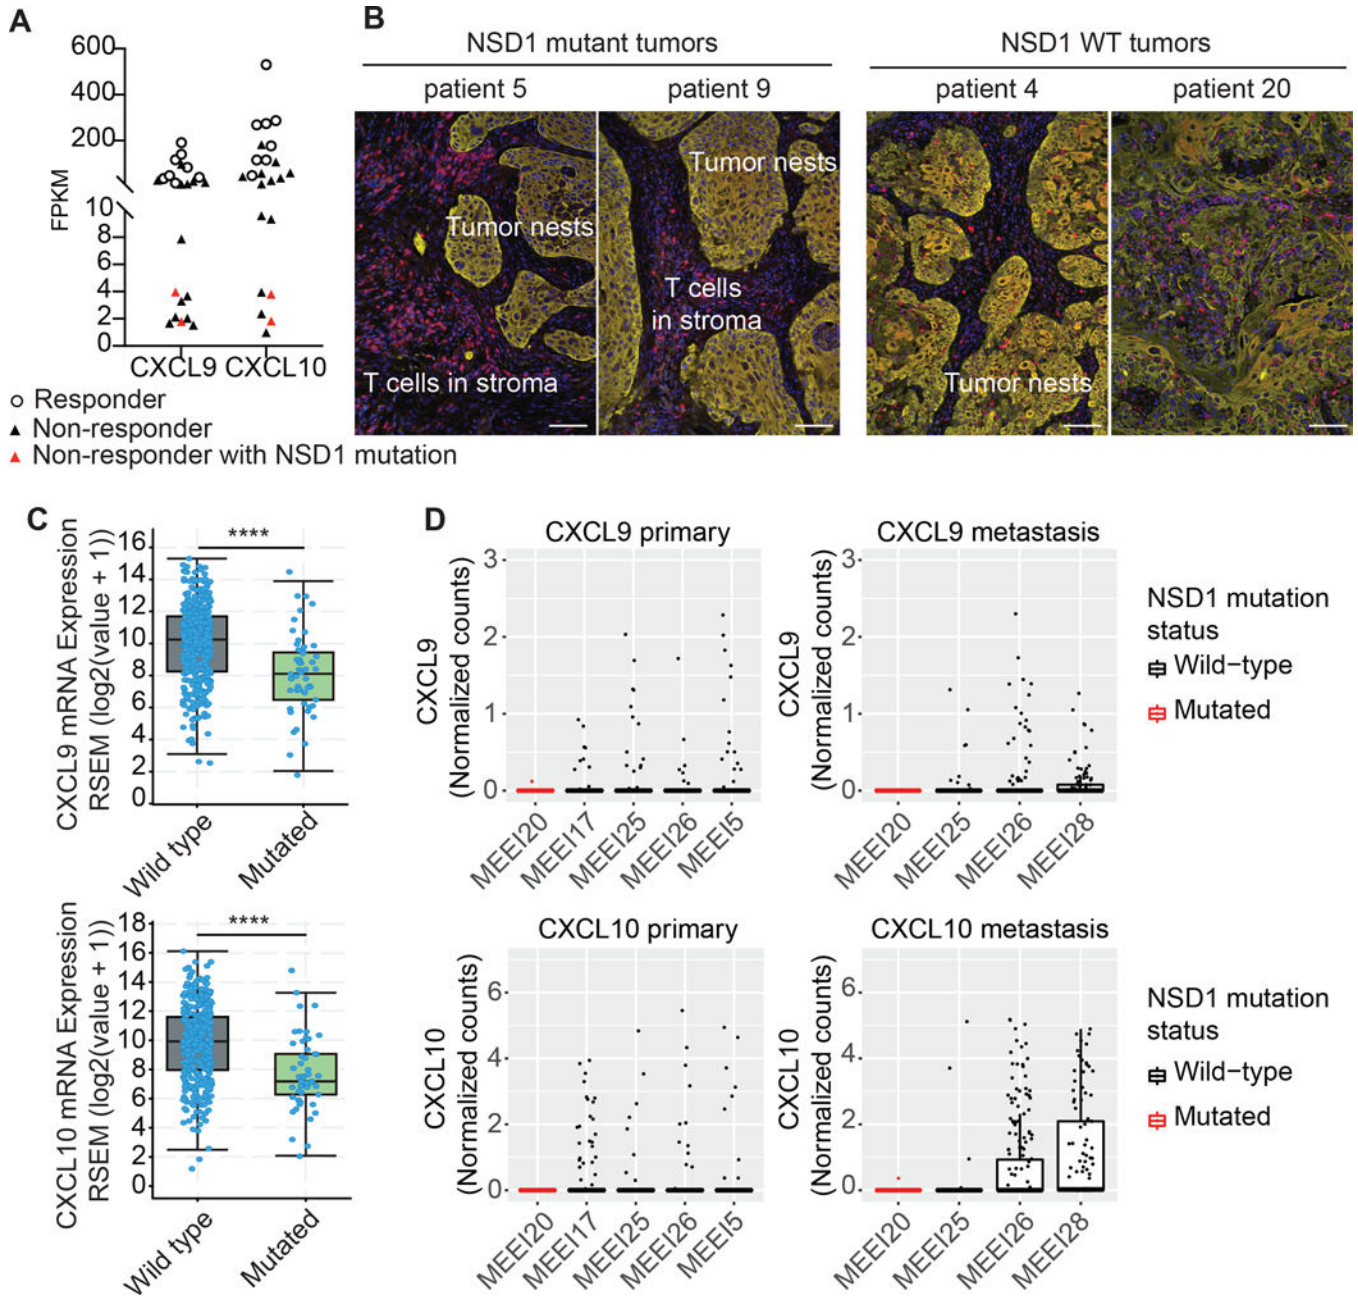 A
600
400
200
10
8
6
4
2
0
FPKM
CXCL9 CXCL10
Responder
Non-responder
Non-responder with NSD1 mutation
B
NSD1 mutant tumors
NSD1 WT tumors
patient 5
patient 9
patient 4
patient 20
Tumor nests
T cells in stroma
Tumor nests
T cells
in stroma
Tumor nests
C
CXCL9 mRNA Expression
RSEM (log2(value + 1))
16
14
12
10
8
6
4
2
0
****
Wild type
Mutated
CXCL10 mRNA Expression
RSEM (log2(value + 1))
18
16
14
12
10
8
6
4
2
0
****
Wild type
Mutated
D
CXCL9 primary
CXCL9
(Normalized counts)
3
2
1
0
MEEI20
MEEI17
MEEI25
MEEI26
MEEI5
CXCL9 metastasis
CXCL9
(Normalized counts)
3
2
1
0
MEEI20
MEEI25
MEEI26
MEEI28
NSD1 mutation
status
Wild-type
Mutated
CXCL10 primary
CXCL10
(Normalized counts)
6
4
2
0
MEEI20
MEEI17
MEEI25
MEEI26
MEEI5
CXCL10 metastasis
CXCL10
(Normalized counts)
6
4
2
0
MEEI20
MEEI25
MEEI26
MEEI28
NSD1 mutation
status
Wild-type
Mutated